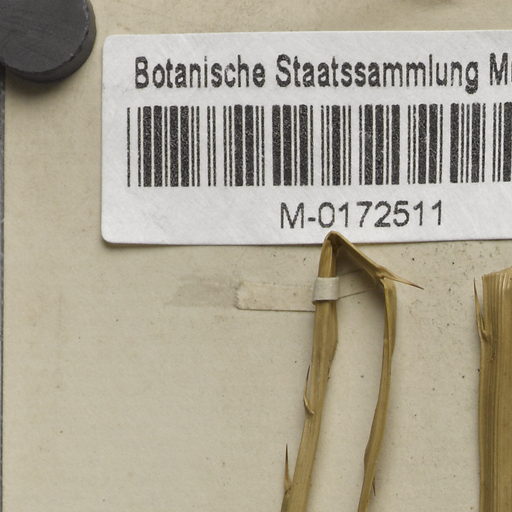 Botanische Staatssammlung M
M-0172511